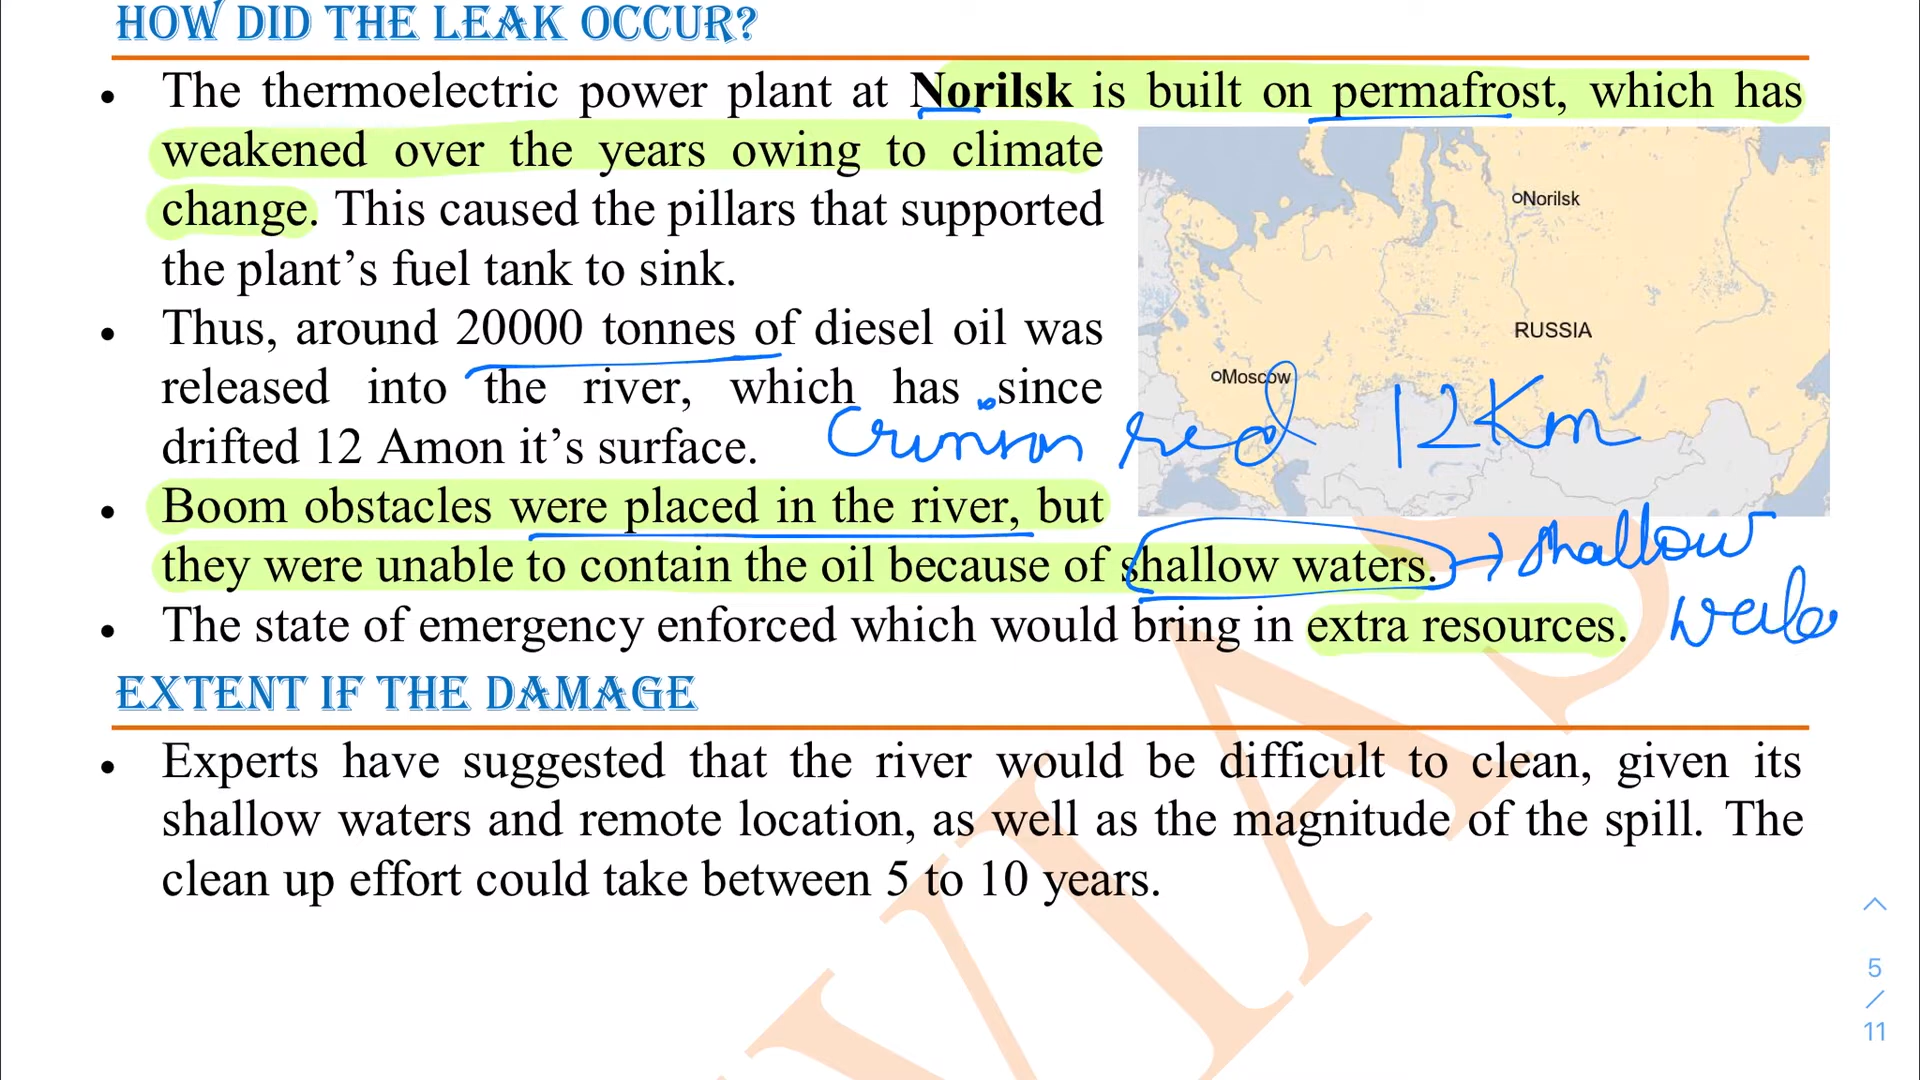 HOW DID THE LEAK OCCUR?
• The thermoelectric power plant at Norilsk is built on permafrost, which has
weakened over the years owing to climate
change. This caused the pillars that supported
the plant’s fuel tank to sink.
• Thus, around 20000 tonnes of diesel oil was
released into the river, which has since
drifted 12 Amon it’s surface.
Norilsk
RUSSIA
Moscow
Crimson red 12Km
• Boom obstacles were placed in the river, but
they were unable to contain the oil because of shallow waters.
shallow
• The state of emergency enforced which would bring in extra resources.
EXTENT IF THE DAMAGE
• Experts have suggested that the river would be difficult to clean, given its
shallow waters and remote location, as well as the magnitude of the spill. The
clean up effort could take between 5 to 10 years.
5
/
11
VIAS